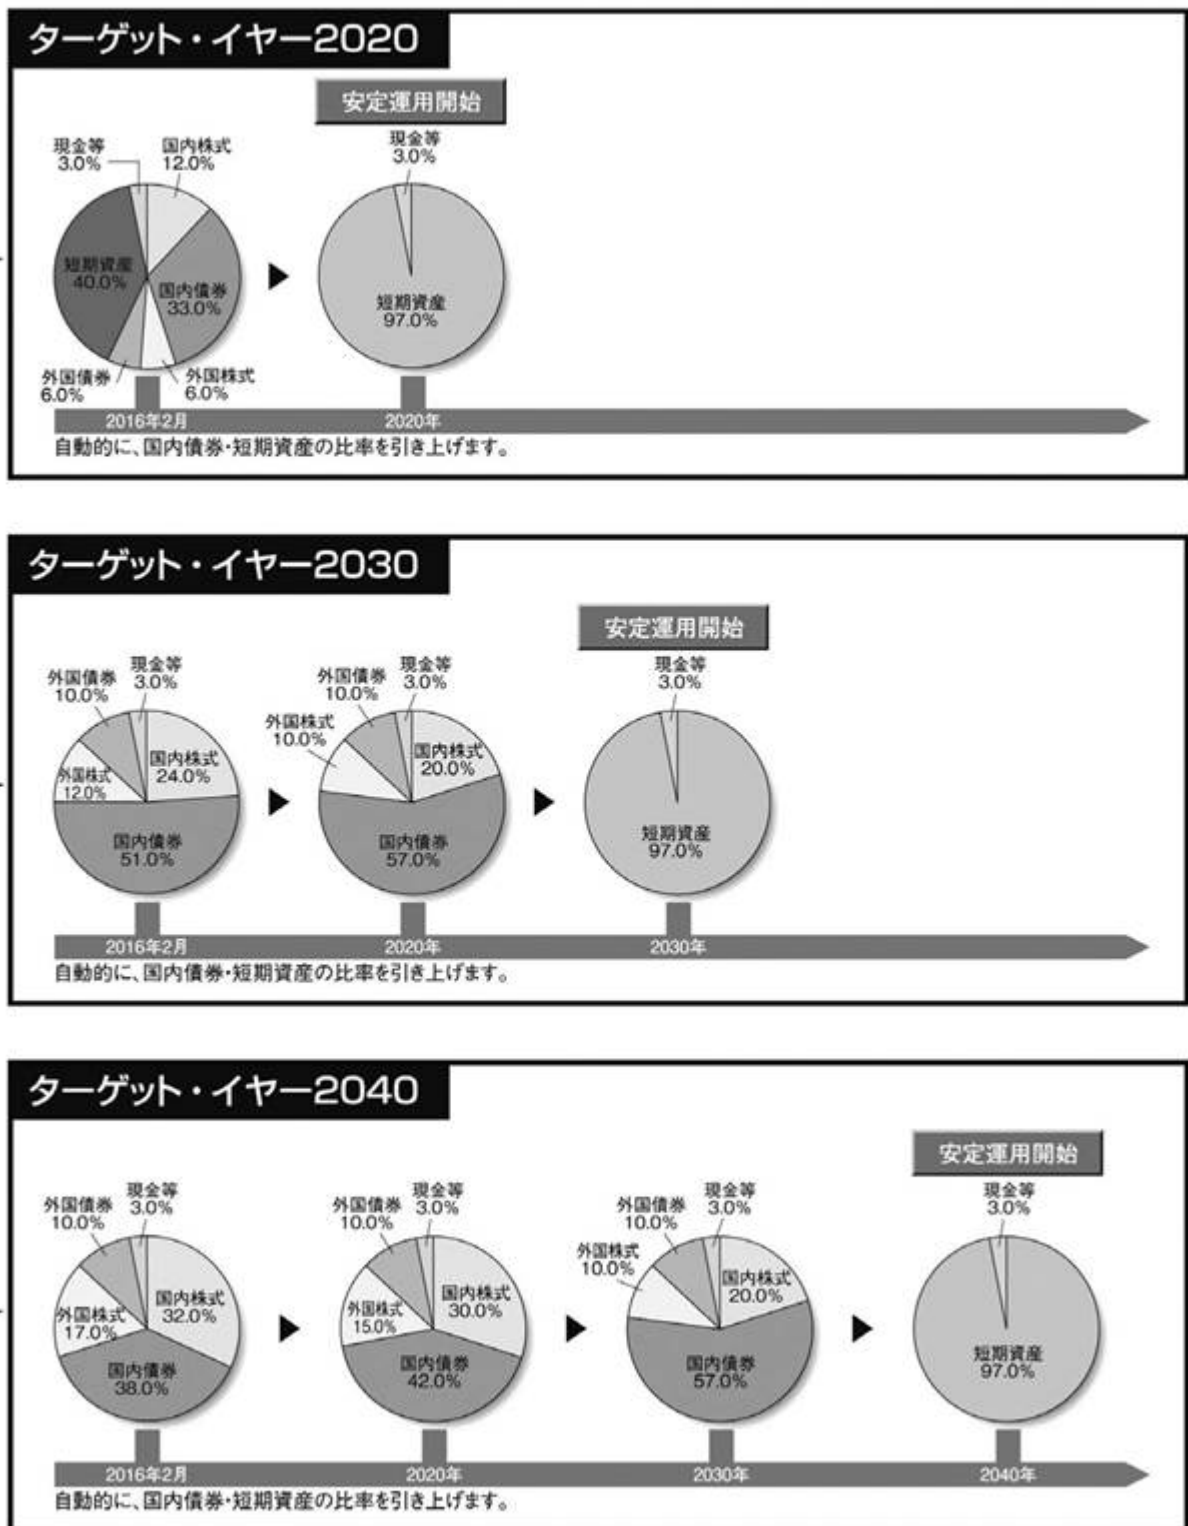 ターゲット・イヤー2020
安定運用開始
現金等
3.0%
国内株式
12.0%
短期資産
40.0%
国内債券
33.0%
外国債券
6.0%
外国株式
6.0%
現金等
3.0%
短期資産
97.0%
2016年2月
2020年
自動的に、国内債券・短期資産の比率を引き上げます。
ターゲット・イヤー2030
安定運用開始
外国債券
10.0%
現金等
3.0%
外国株式
12.0%
国内株式
24.0%
国内債券
51.0%
外国債券
10.0%
現金等
3.0%
外国株式
10.0%
国内株式
20.0%
国内債券
57.0%
現金等
3.0%
短期資産
97.0%
2016年2月
2020年
2030年
自動的に、国内債券・短期資産の比率を引き上げます。
ターゲット・イヤー2040
安定運用開始
外国債券
10.0%
現金等
3.0%
外国株式
17.0%
国内株式
32.0%
国内債券
38.0%
外国債券
10.0%
現金等
3.0%
外国株式
15.0%
国内株式
30.0%
国内債券
42.0%
外国債券
10.0%
現金等
3.0%
外国株式
10.0%
国内株式
20.0%
国内債券
57.0%
現金等
3.0%
短期資産
97.0%
2016年2月
2020年
2030年
2040年
自動的に、国内債券・短期資産の比率を引き上げます。